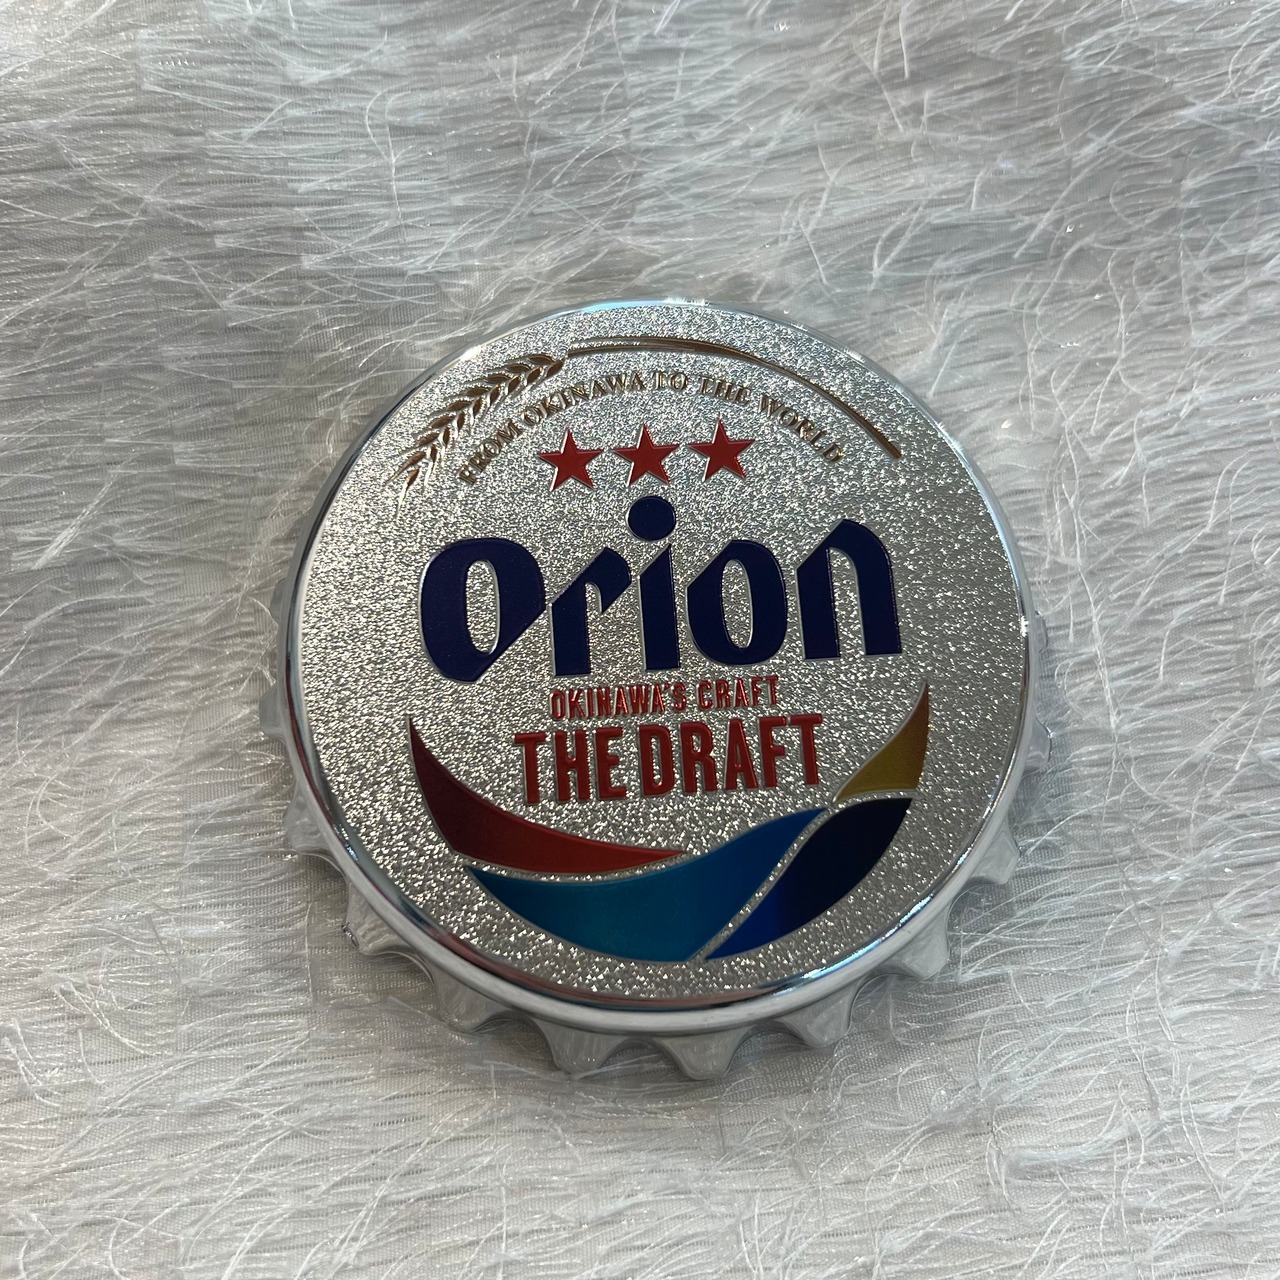 FROM OKINAWA TO THE WORLD
Orion
OKINAWA'S CRAFT
THE DRAFT